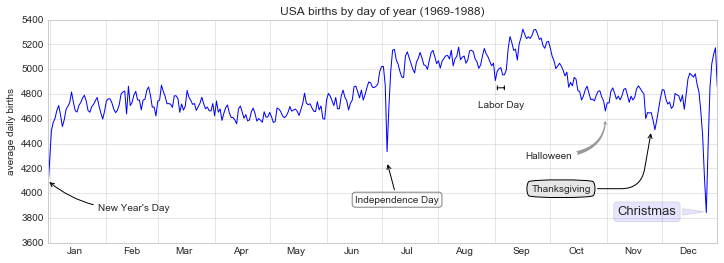 USA births by day of year (1969-1988)
average daily births
5400
5200
5000
4800
4600
4400
4200
4000
3800
3600
Labor Day
Halloween
Thanksgiving
Independence Day
New Year's Day
Christmas
Jan Feb Mar Apr May Jun Jul Aug Sep Oct Nov Dec